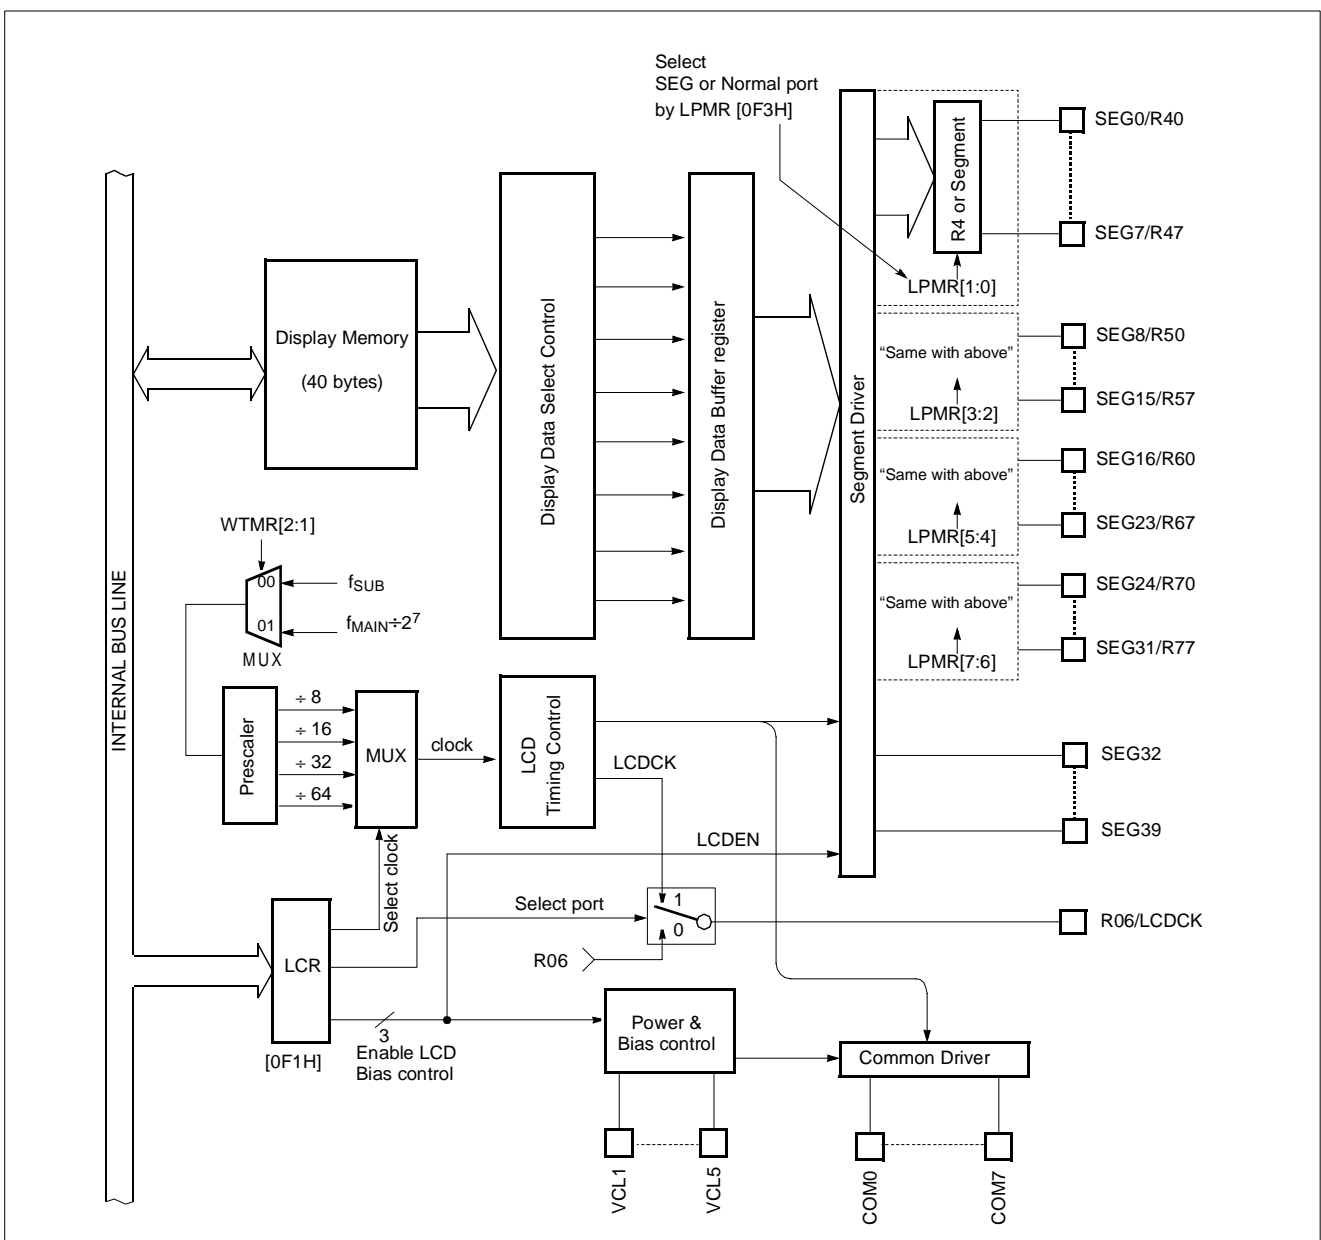 Select
SEG or Normal port
by LPMR [0F3H]
SEG0/R40
R4 or Segment
SEG7/R47
LPMR[1:0]
INTERNAL BUS LINE
Display Memory
(40 bytes)
Display Data Select Control
Display Data Buffer register
Segment Driver
"Same with above"
LPMR[3:2]
SEG8/R50
SEG15/R57
"Same with above"
LPMR[5:4]
SEG16/R60
SEG23/R67
"Same with above"
LPMR[7:6]
SEG24/R70
SEG31/R77
WTMR[2:1]
00
fSUB
01
fMAIN÷2⁷
MUX
Prescaler
÷ 8
÷ 16
÷ 32
÷ 64
MUX
clock
LCD
Timing Control
LCDCK
LCDEN
SEG32
SEG39
Select clock
Select port
1
0
R06
R06/LCDCK
LCR
[0F1H]
3
Enable LCD
Bias control
Power &
Bias control
Common Driver
VCL1
VCL5
COM0
COM7